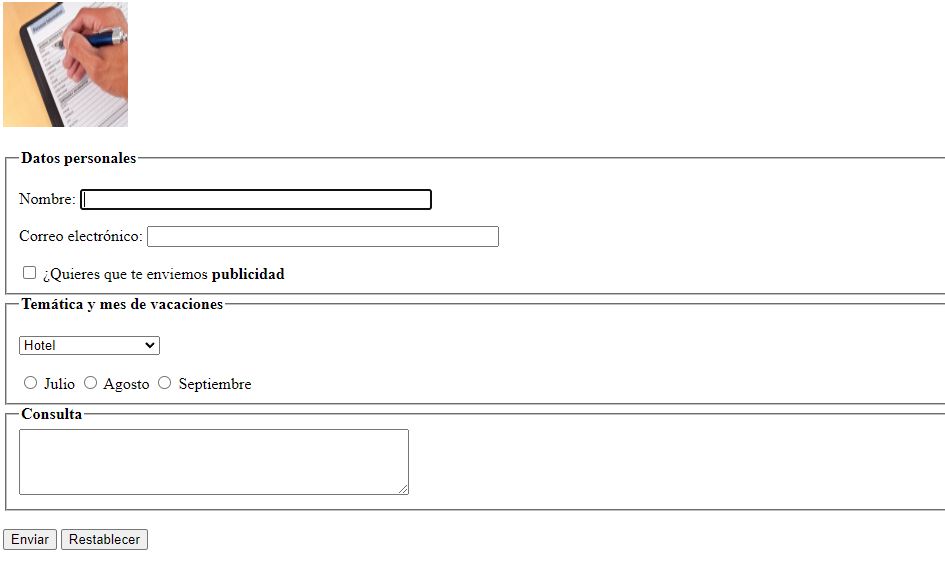 Datos personales
Nombre:
Correo electrónico:
¿Quieres que te enviemos publicidad
Temática y mes de vacaciones
Hotel
Julio Agosto Septiembre
Consulta
Enviar Restablecer